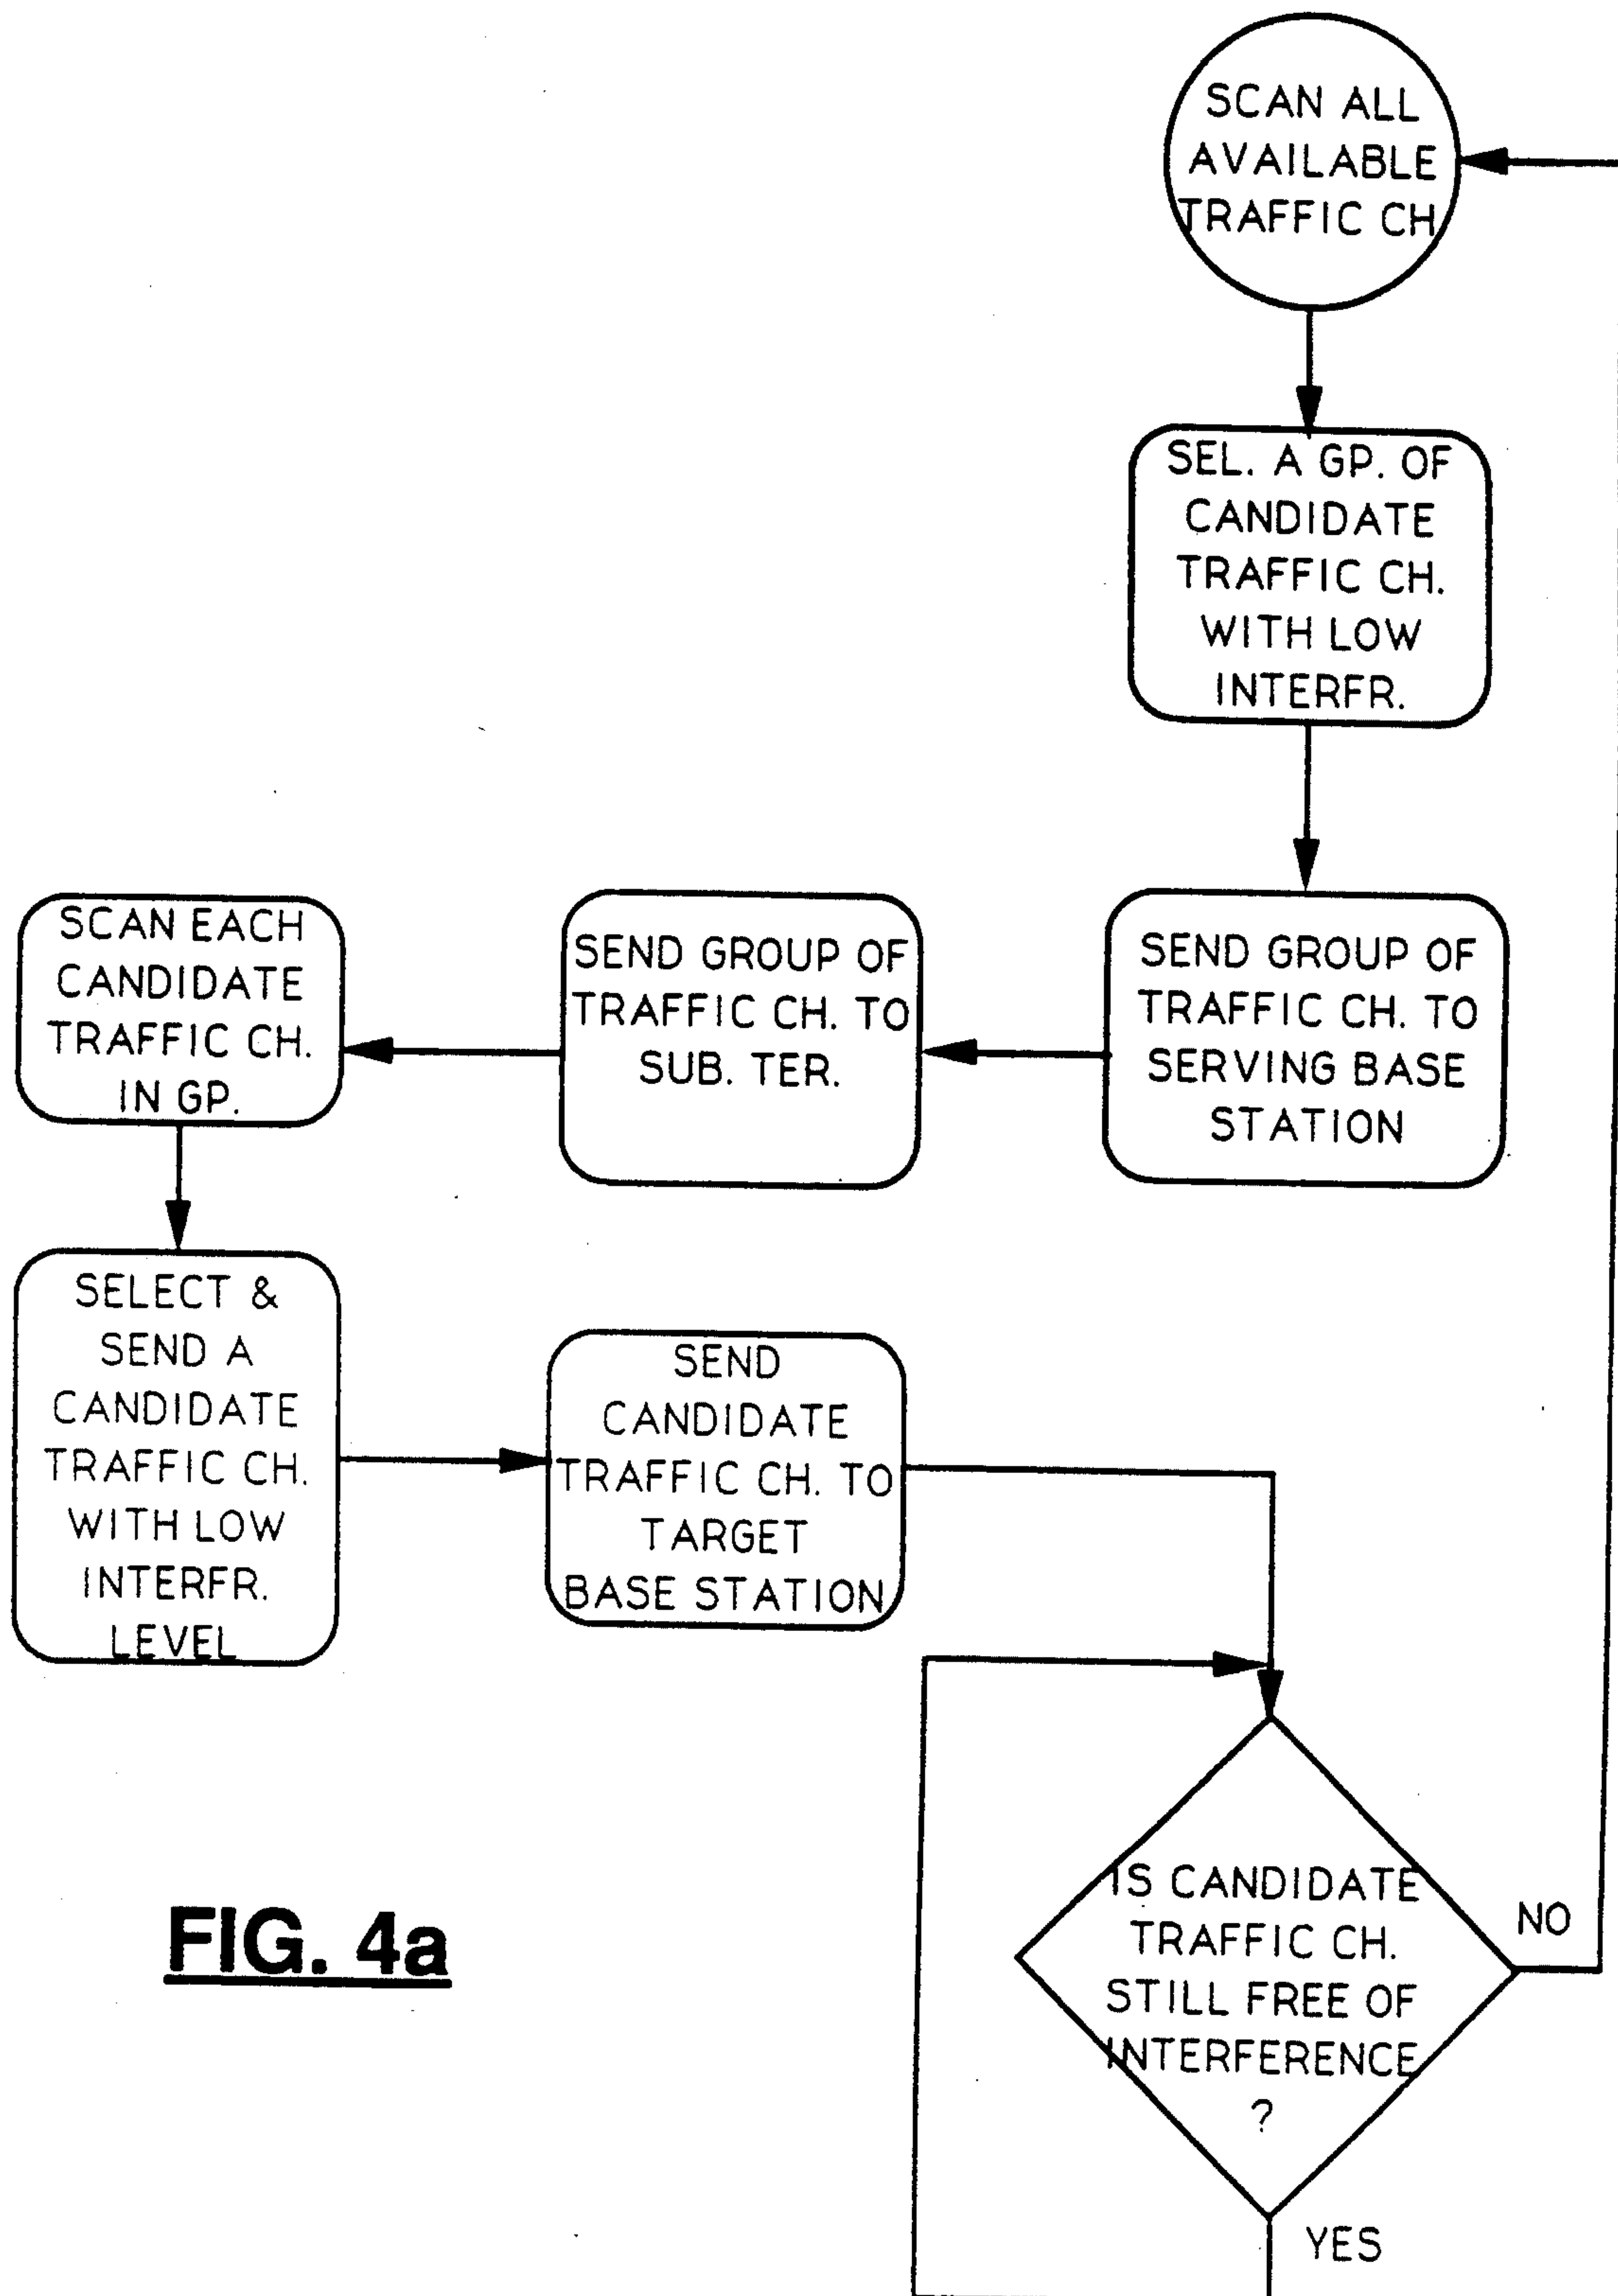 SCAN ALL
AVAILABLE
TRAFFIC CH
SEL. A GP. OF
CANDIDATE
TRAFFIC CH.
WITH LOW
INTERFR.
SEND GROUP OF
TRAFFIC CH. TO
SERVING BASE
STATION
SEND GROUP OF
TRAFFIC CH. TO
SUB. TER.
SCAN EACH
CANDIDATE
TRAFFIC CH.
IN GP.
SELECT &
SEND A
CANDIDATE
TRAFFIC CH.
WITH LOW
INTERFR.
LEVEL
SEND
CANDIDATE
TRAFFIC CH. TO
TARGET
BASE STATION
IS CANDIDATE
TRAFFIC CH.
STILL FREE OF
INTERFERENCE
?
NO
YES
FIG. 4a